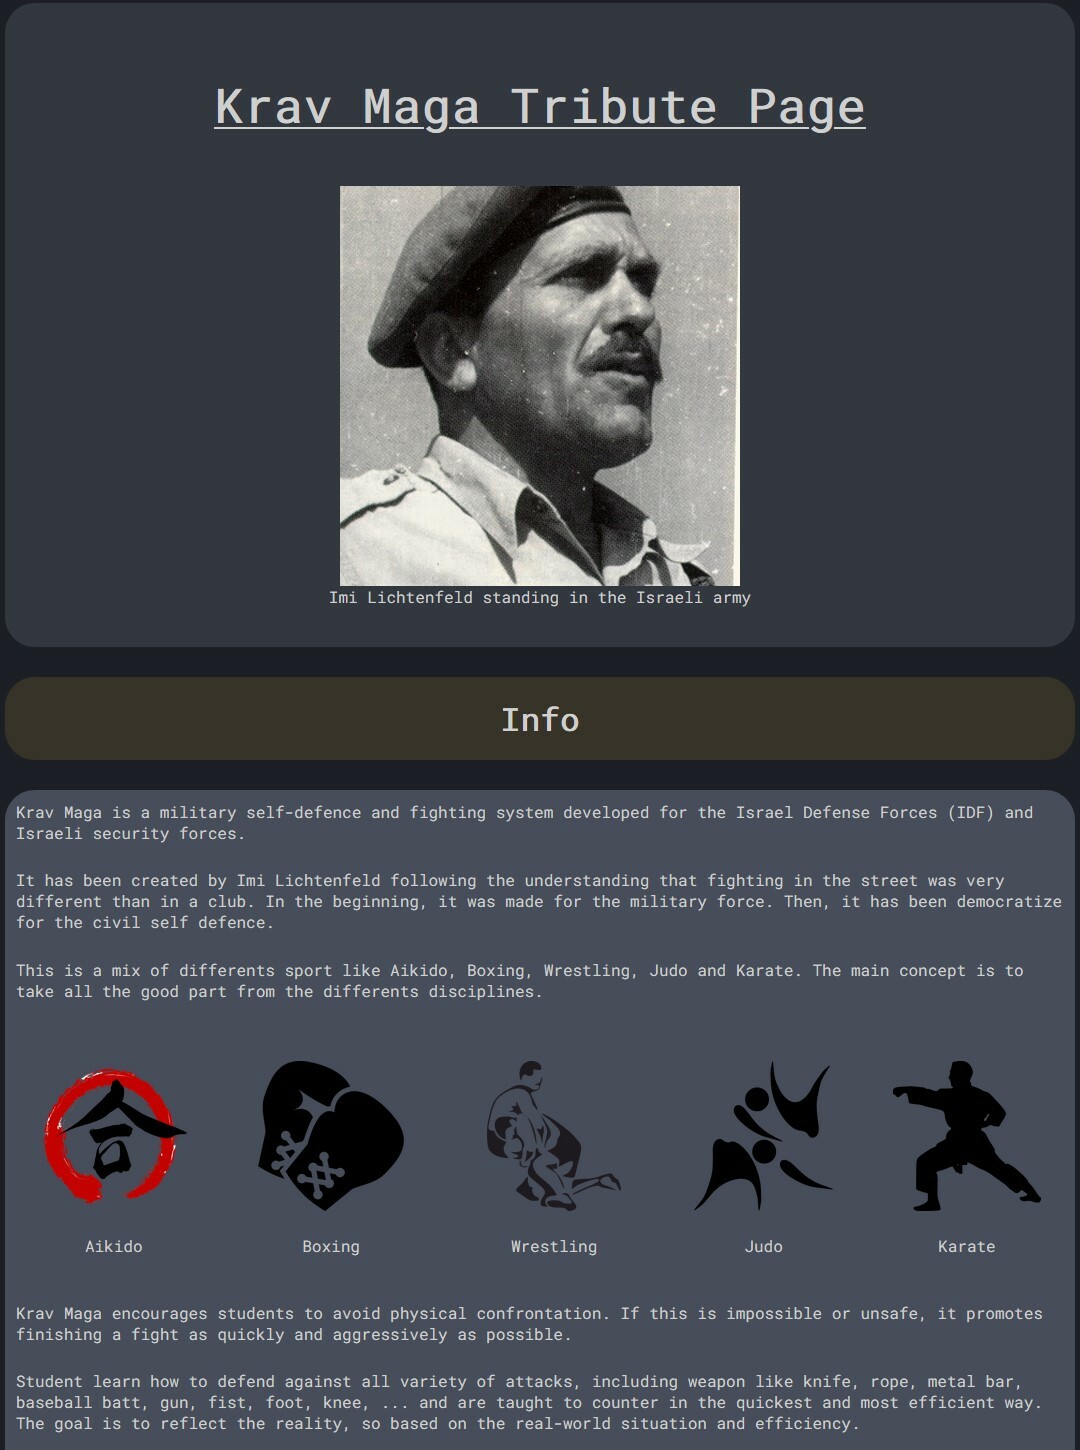 Krav Maga Tribute Page
Imi Lichtenfeld standing in the Israeli army
Info
Krav Maga is a military self-defence and fighting system developed for the Israel Defense Forces (IDF) and
Israeli security forces.
It has been created by Imi Lichtenfeld following the understanding that fighting in the street was very
different than in a club. In the beginning, it was made for the military force. Then, it has been democratize
for the civil self defence.
This is a mix of differents sport like Aikido, Boxing, Wrestling, Judo and Karate. The main concept is to
take all the good part from the differents disciplines.
合
Aikido Boxing Wrestling Judo Karate
Krav Maga encourages students to avoid physical confrontation. If this is impossible or unsafe, it promotes
finishing a fight as quickly and aggressively as possible.
Student learn how to defend against all variety of attacks, including weapon like knife, rope, metal bar,
baseball batt, gun, fist, foot, knee, ... and are taught to counter in the quickest and most efficient way.
The goal is to reflect the reality, so based on the real-world situation and efficiency.